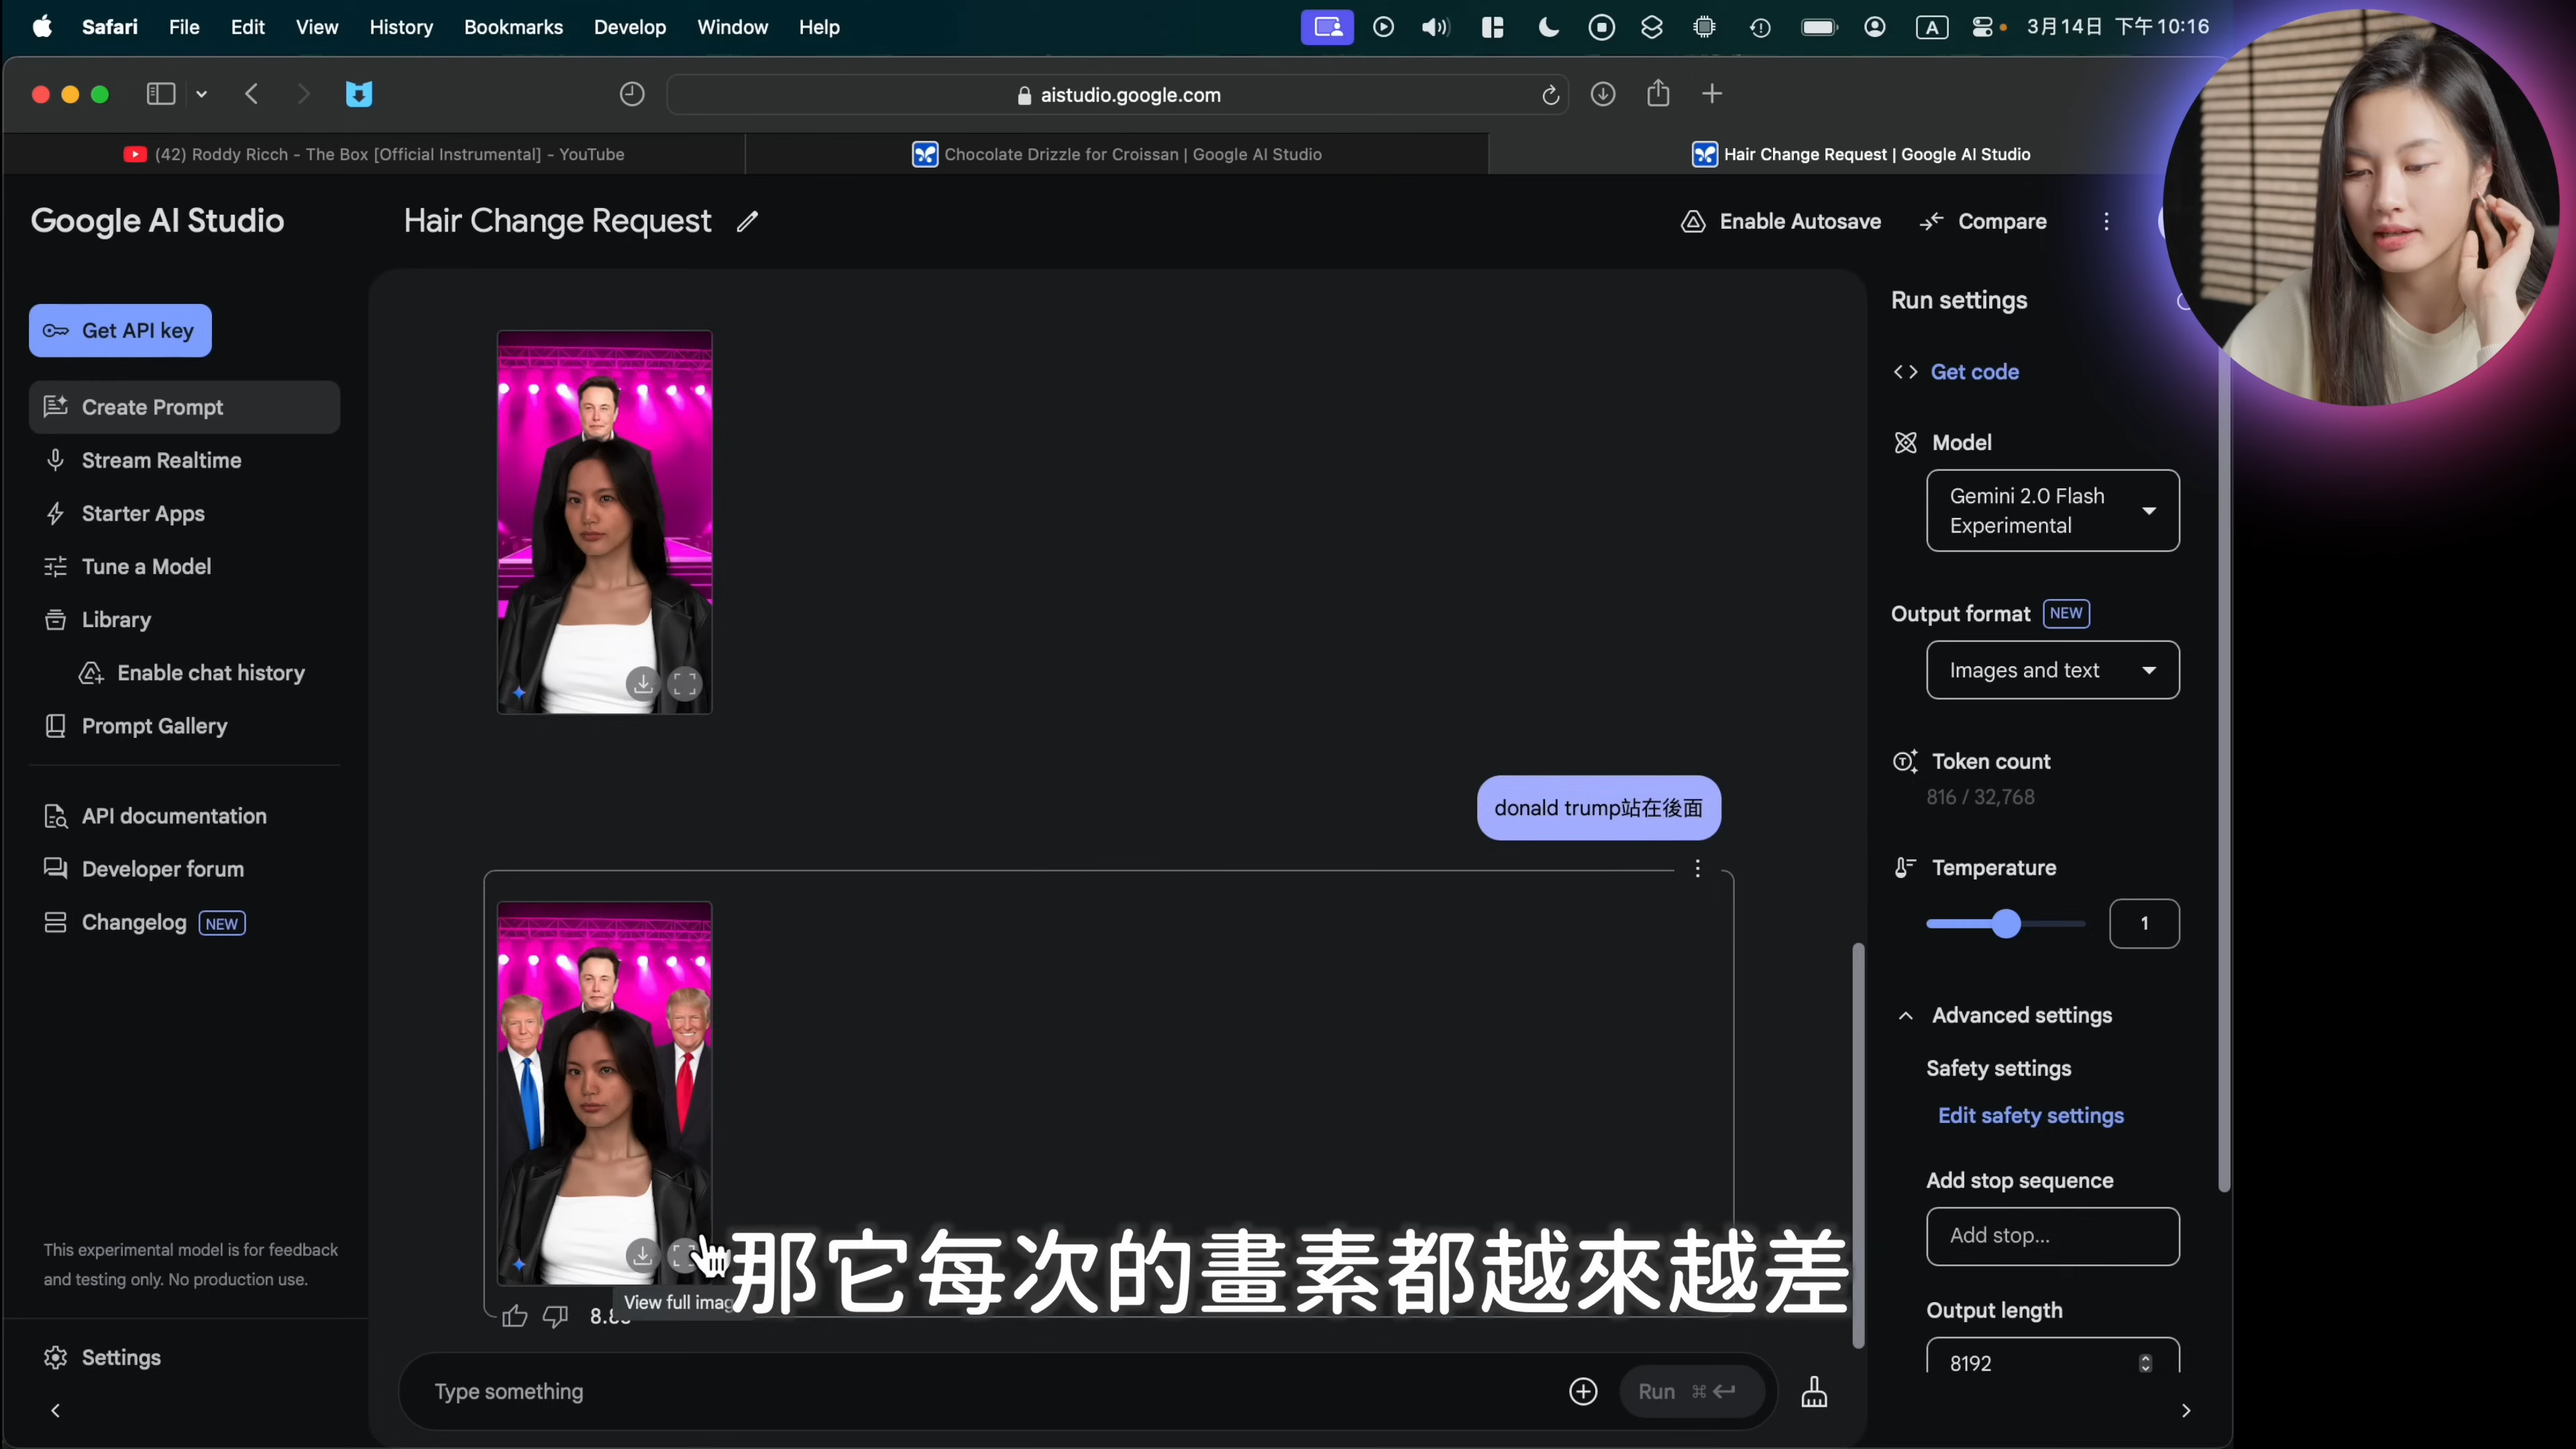 Safari File Edit View History Bookmarks Develop Window Help
A 3月14日 下午10:16
aistudio.google.com
(42) Roddy Ricch - The Box [Official Instrumental] - YouTube
Chocolate Drizzle for Croissan | Google AI Studio
Hair Change Request | Google AI Studio
Google AI Studio
Hair Change Request
Enable Autosave
Compare
Get API key
Create Prompt
Stream Realtime
Starter Apps
Tune a Model
Library
Enable chat history
Prompt Gallery
API documentation
Developer forum
Changelog NEW
This experimental model is for feedback
and testing only. No production use.
Settings
donald trump站在後面
View full imag
那它每次的畫素都越來越差
Type something
Run ⌘
Run settings
Get code
Model
Gemini 2.0 Flash
Experimental
Output format NEW
Images and text
Token count
816 / 32,768
Temperature
1
Advanced settings
Safety settings
Edit safety settings
Add stop sequence
Add stop...
Output length
8192